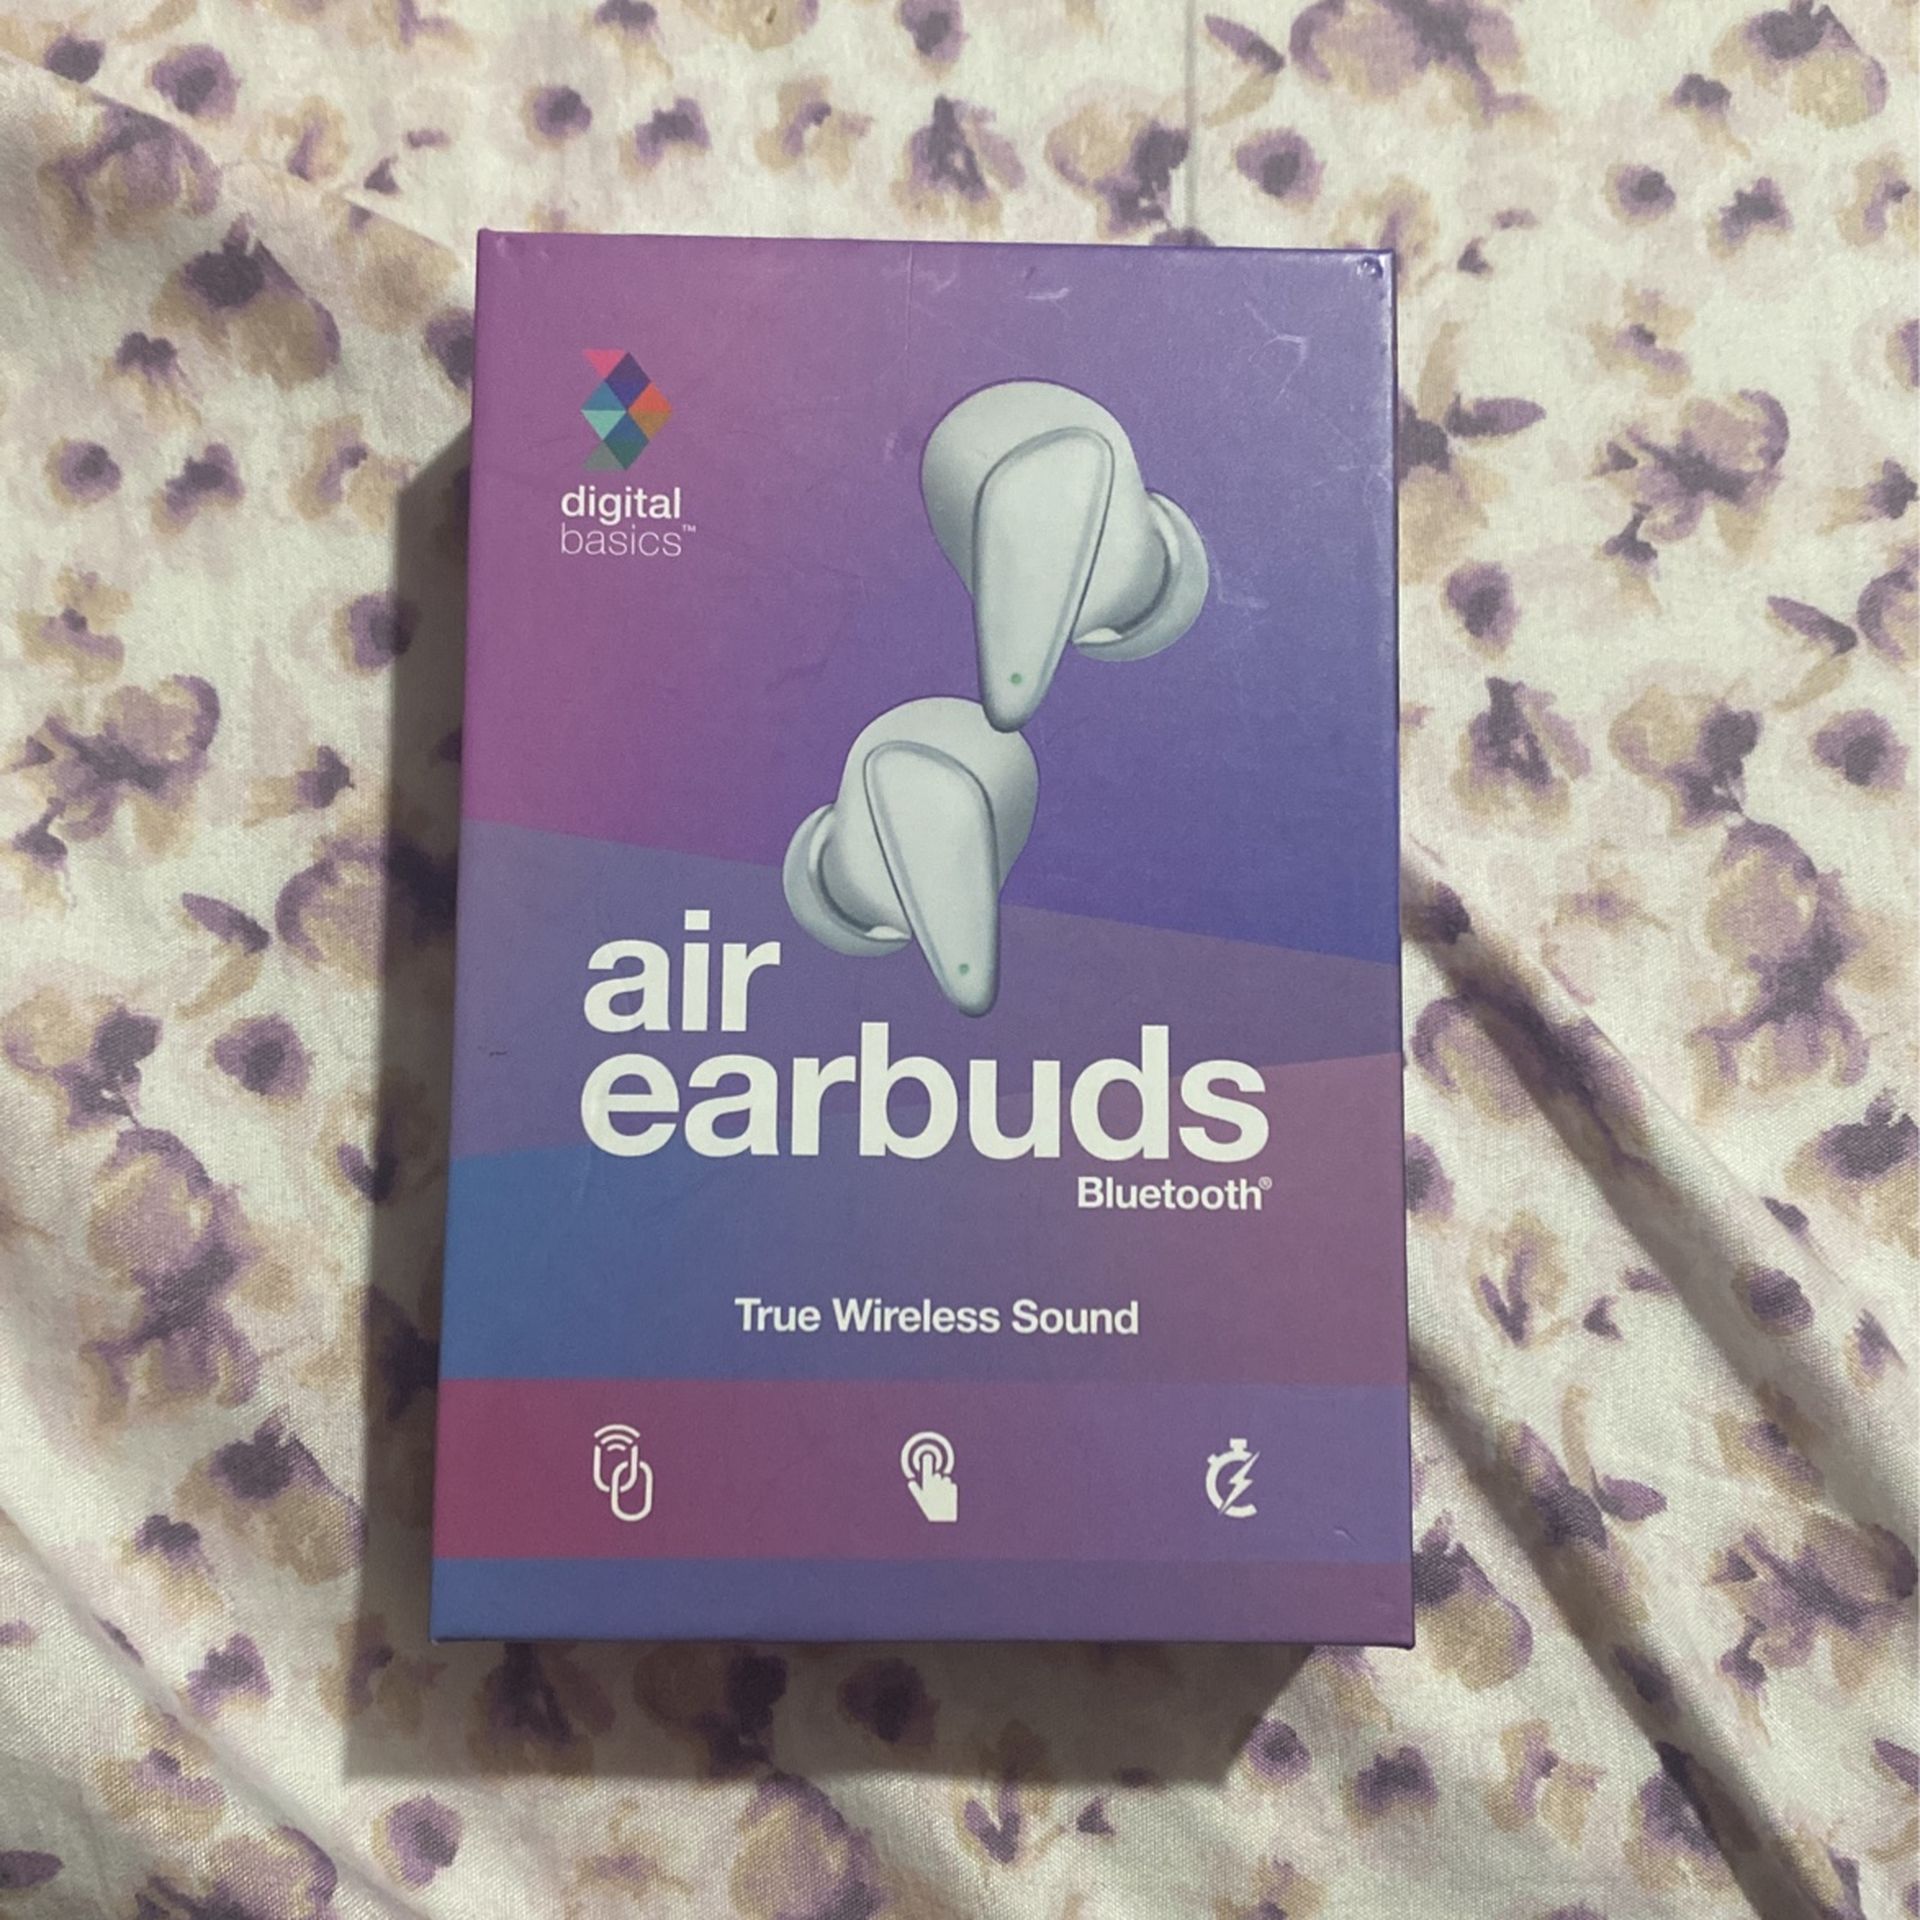 digital
basics™
air
earbuds
Bluetooth®
True Wireless Sound